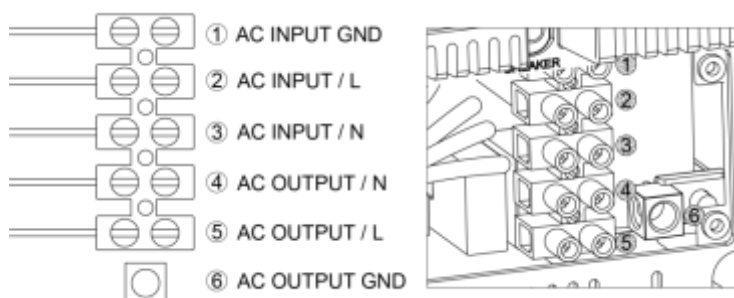 ① AC INPUT GND
② AC INPUT / L
③ AC INPUT / N
④ AC OUTPUT / N
⑤ AC OUTPUT / L
⑥ AC OUTPUT GND
SPEAKER
①
②
③
④
⑤
⑥